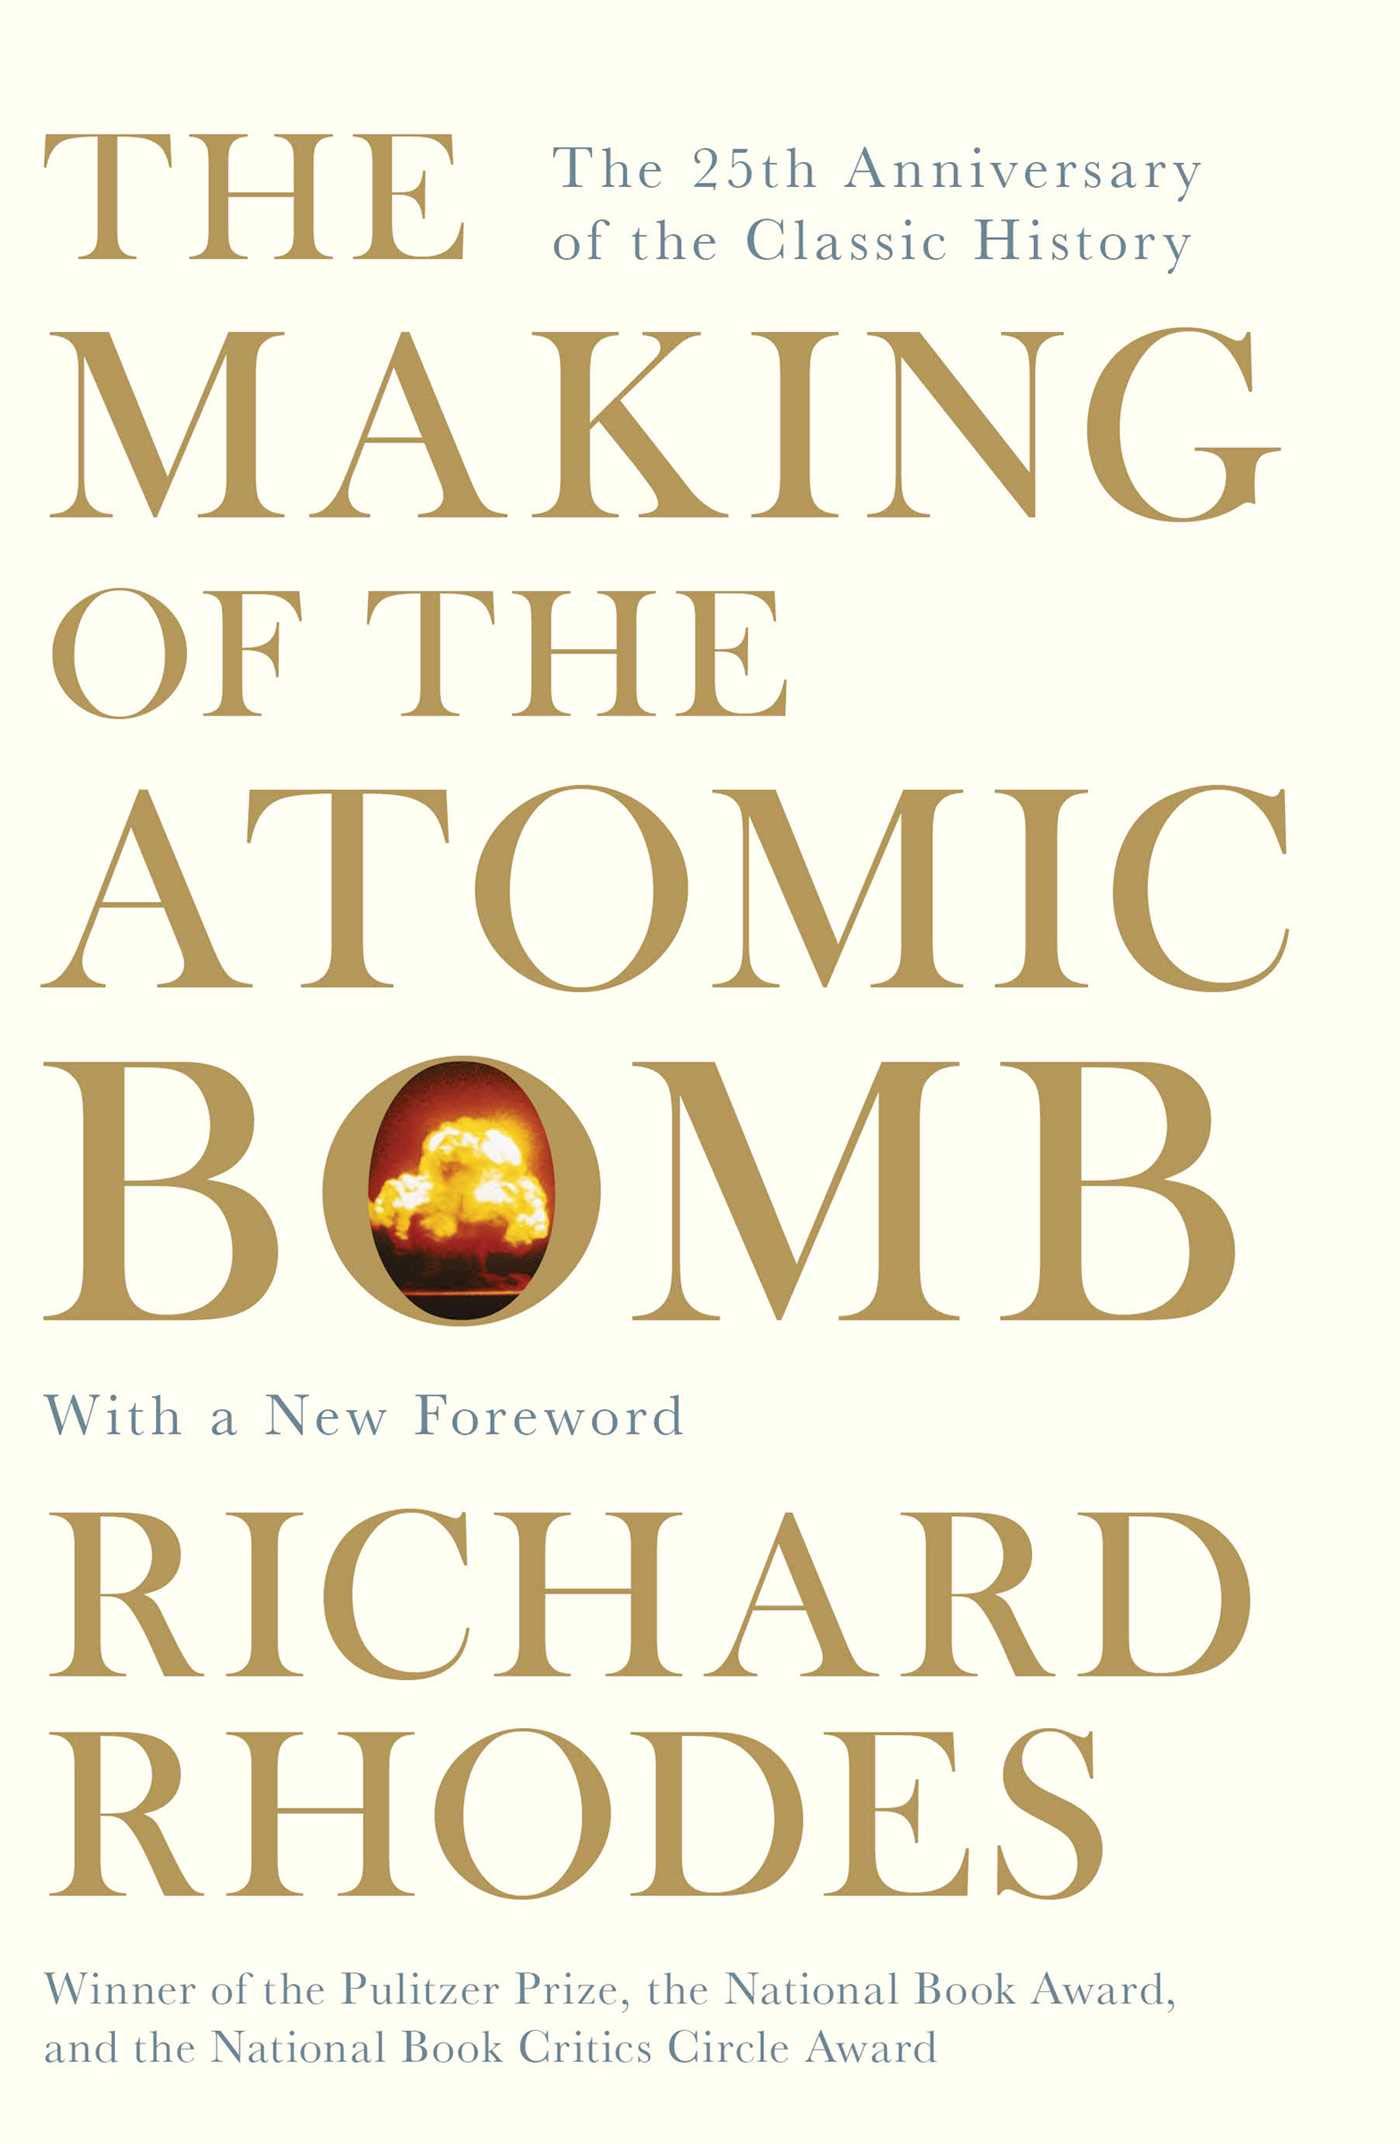 THE
The 25th Anniversary
of the Classic History
MAKING
OF THE
ATOMIC
BOMB
With a New Foreword
RICHARD
RHODES
Winner of the Pulitzer Prize, the National Book Award,
and the National Book Critics Circle Award